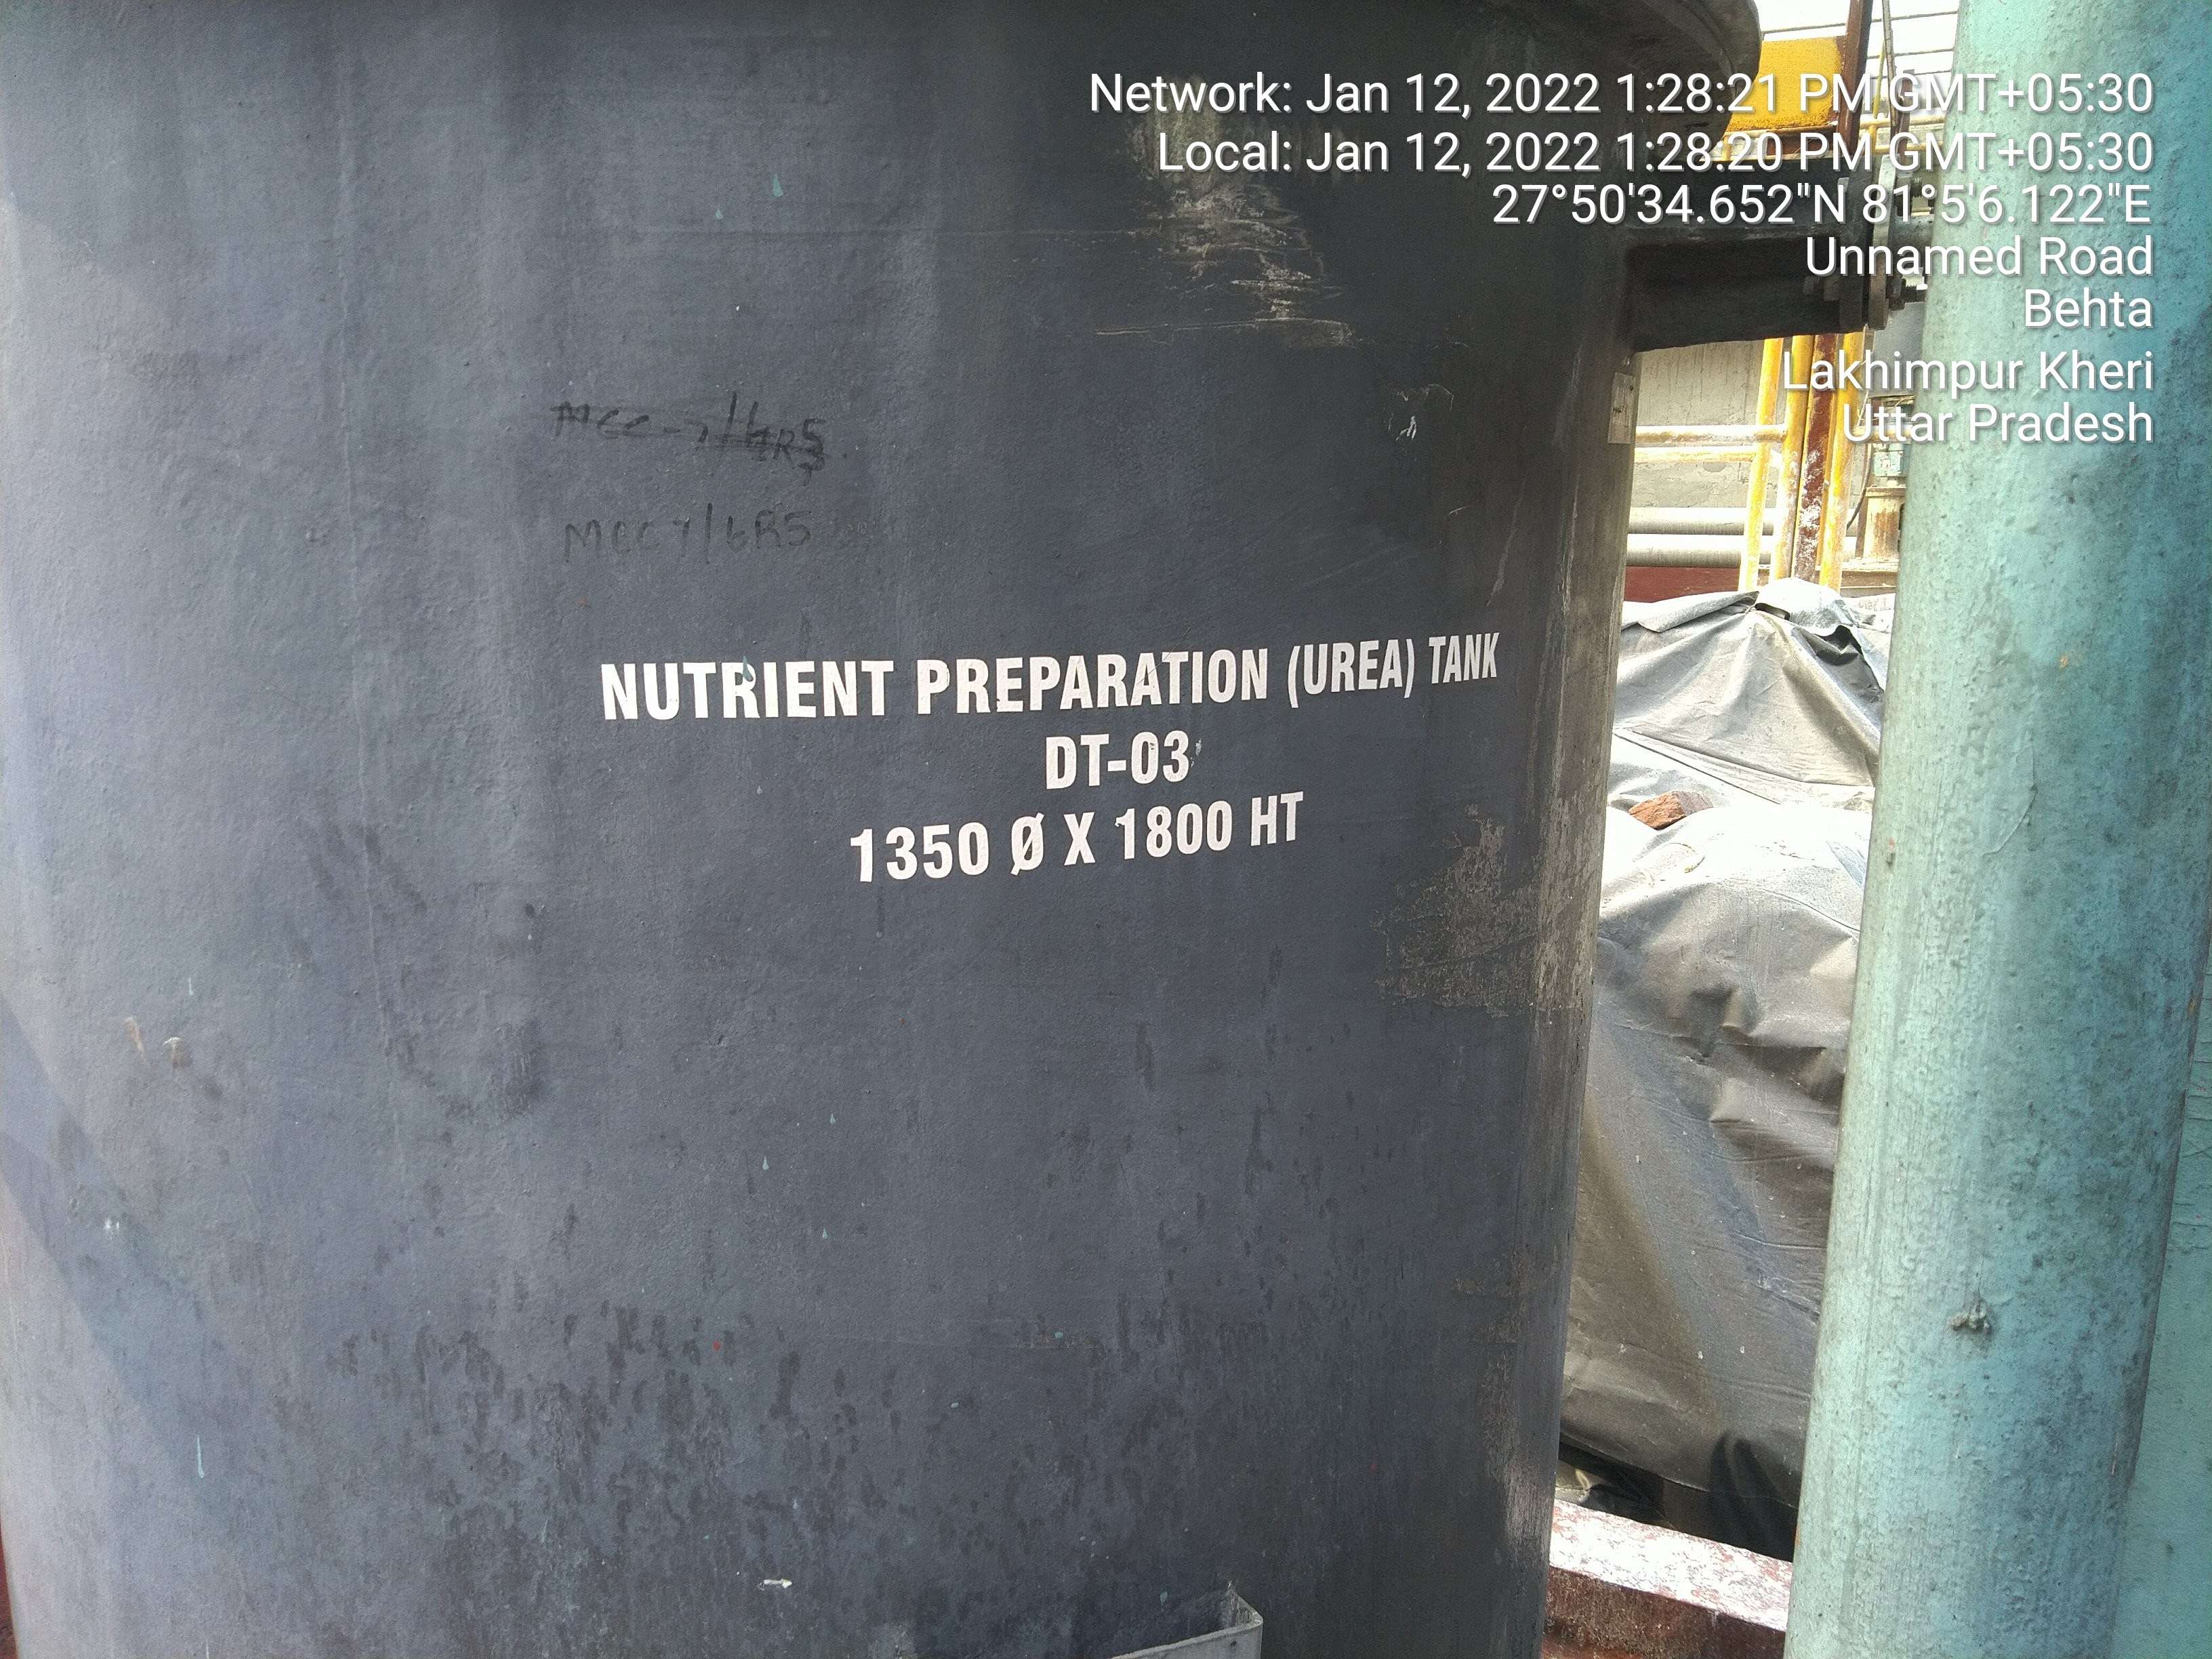 Network: Jan 12, 2022 1:28:21 PM GMT+05:30
Local: Jan 12, 2022 1:28:20 PM GMT+05:30
27°50'34.652"N 81°5'6.122"E
Unnamed Road
Behta
Lakhimpur Kheri
Uttar Pradesh
MCC7/6R5
NUTRIENT PREPARATION (UREA) TANK
DT-03
1350 Ø X 1800 HT